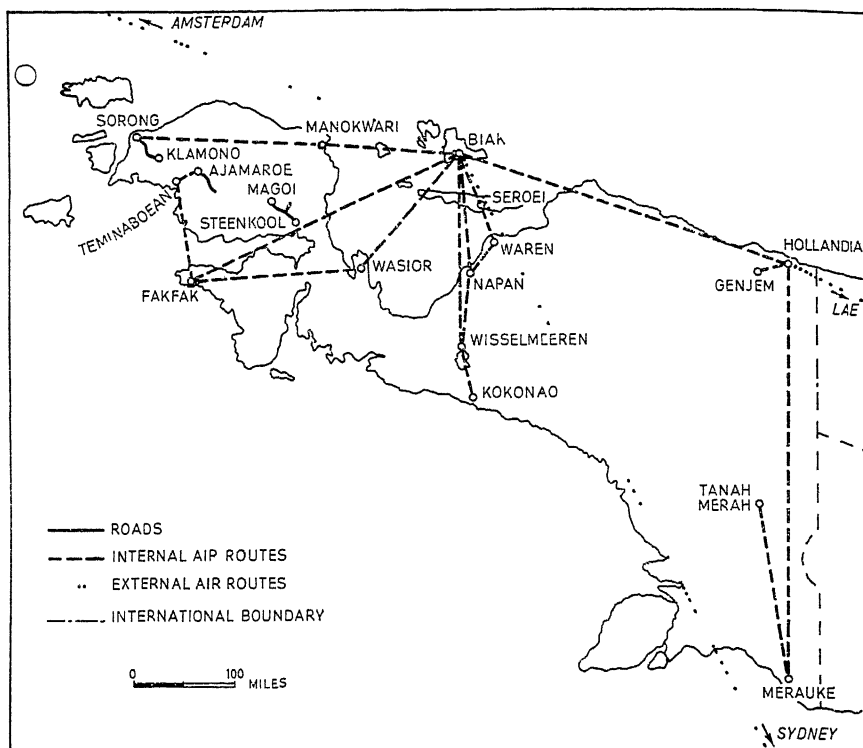 AMSTERDAM
SORONG
MANOKWARI
BIAK
KLAMONO
AJAMAROE
MAGOI
SEROEI
TEMINABOEAN
STEENKOOL
WAREN
HOLLANDIA
WASIOR
GENJEM
NAPAN
FAKFAK
LAE
WISSELMEEREN
KOKONAO
TANAH
MERAH
ROADS
INTERNAL AIP ROUTES
EXTERNAL AIR ROUTES
INTERNATIONAL BOUNDARY
0 100
MILES
MERAUKE
SYDNEY